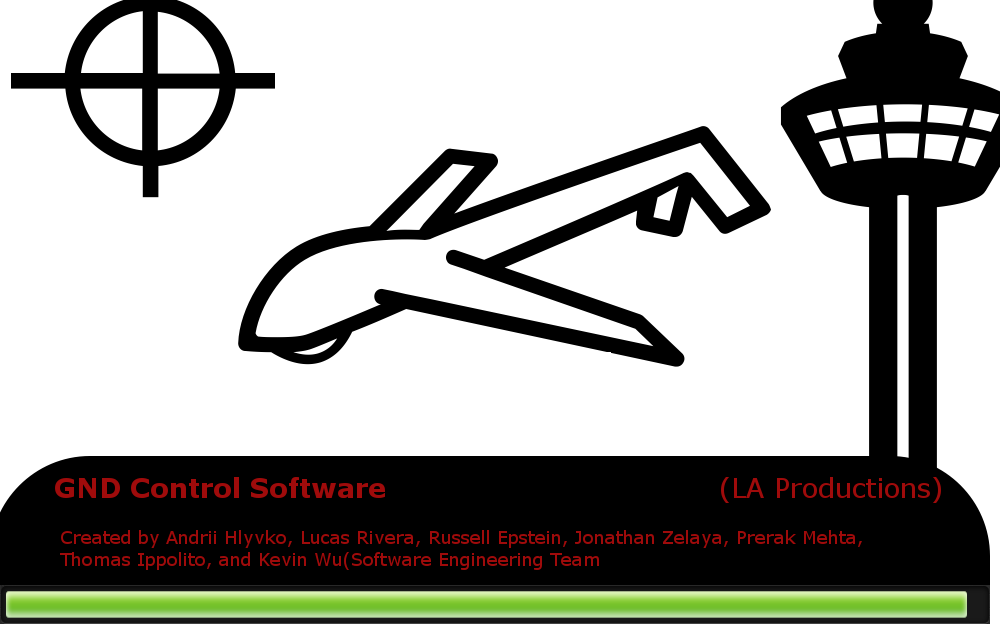 GND Control Software
(LA Productions)
Created by Andrii Hlyvko, Lucas Rivera, Russell Epstein, Jonathan Zelaya, Prerak Mehta,
Thomas Ippolito, and Kevin Wu(Software Engineering Team